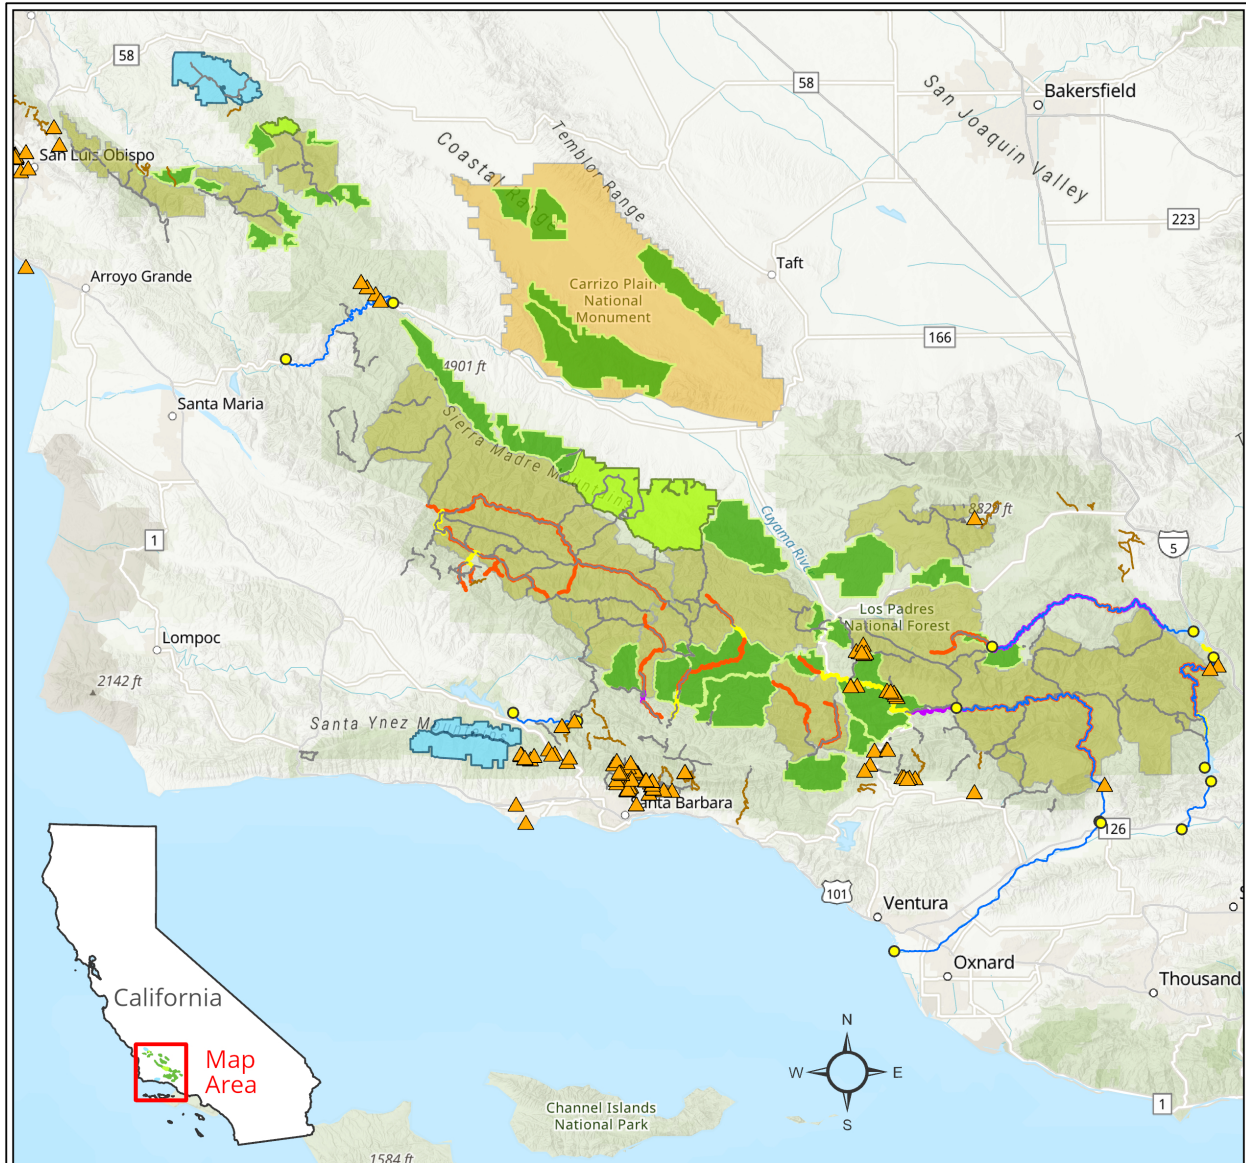 58
58
Bakersfield
San Joaquin Valley
Coastal Range
Temblor Range
San Luis Obispo
223
Taft
Arroyo Grande
Carrizo Plain
National
Monument
166
4901 ft
Santa Maria
Sierra Madre Mountains
Cuyama River
8829 ft
1
5
Los Padres
National Forest
Lompoc
2142 ft
Santa Ynez M
anta Barbara
126
101
Ventura
Oxnard
Thousand
California
Map
Area
N
W
E
S
Channel Islands
National Park
1
1584 ft